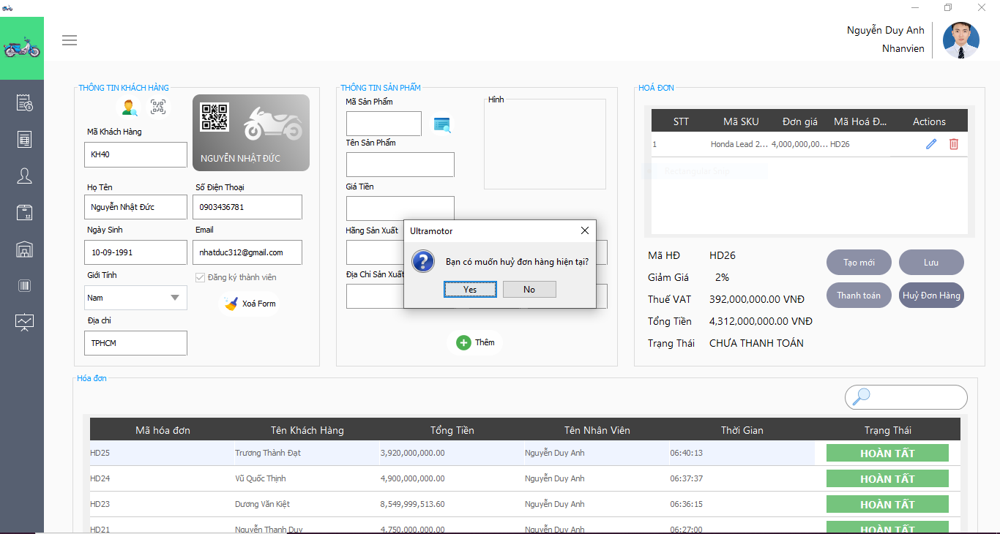 Nguyễn Duy Anh
Nhanvien
THÔNG TIN KHÁCH HÀNG
Mã Khách Hàng
KH40
NGUYỄN NHẬT ĐỨC
Họ Tên
Số Điện Thoại
Nguyễn Nhật Đức
0903436781
Ngày Sinh
Email
10-09-1991
nhatduc312@gmail.com
Giới Tính
Đăng ký thành viên
Nam
Xoá Form
Địa chỉ
TPHCM
THÔNG TIN SẢN PHẨM
Mã Sản Phẩm
Hình
Tên Sản Phẩm
Giá Tiền
Hãng Sản Xuất
Địa Chỉ Sản Xuất
Thêm
Ultramotor
Bạn có muốn huỷ đơn hàng hiện tại?
Yes
No
HOÁ ĐƠN
STT Mã SKU Đơn giá Mã Hoá Đ... Actions
1 Honda Lead 2... 4,000,000,00... HD26
Rectangular Snip
Mã HĐ HD26
Giảm Giá 2%
Thuế VAT 392,000,000.00 VNĐ
Tổng Tiền 4,312,000,000.00 VNĐ
Trạng Thái CHƯA THANH TOÁN
Tạo mới
Lưu
Thanh toán
Huỷ Đơn Hàng
Hóa đơn
Mã hóa đơn Tên Khách Hàng Tổng Tiền Tên Nhân Viên Thời Gian Trạng Thái
HD25 Trương Thành Đạt 3,920,000,000.00 Nguyễn Duy Anh 06:40:13 HOÀN TẤT
HD24 Vũ Quốc Thịnh 4,900,000,000.00 Nguyễn Duy Anh 06:37:37 HOÀN TẤT
HD23 Dương Văn Kiệt 8,549,999,513.60 Nguyễn Duy Anh 06:36:15 HOÀN TẤT
HD21 Nguyễn Thanh Duy 4,750,000,000.00 Nguyễn Duy Anh 06:27:00 HOÀN TẤT